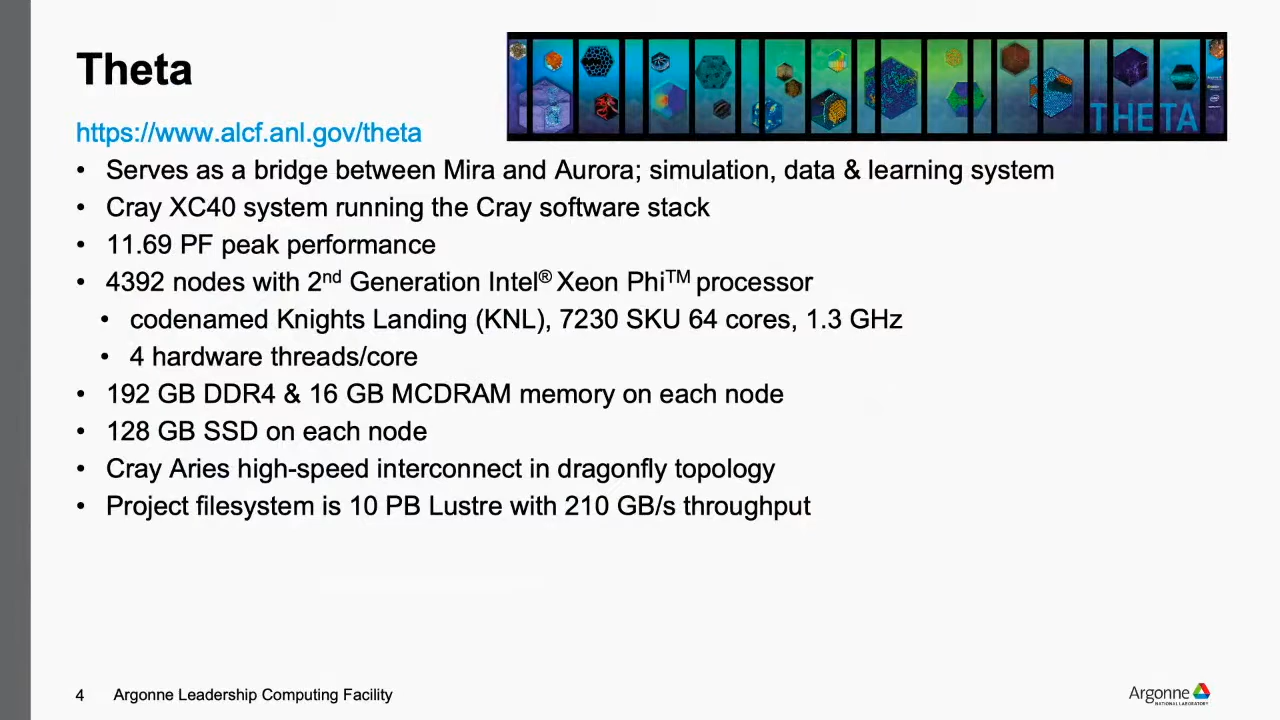 Theta
THETA
https://www.alcf.anl.gov/theta
• Serves as a bridge between Mira and Aurora; simulation, data & learning system
• Cray XC40 system running the Cray software stack
• 11.69 PF peak performance
• 4392 nodes with 2nd Generation Intel® Xeon Phi™ processor
• codenamed Knights Landing (KNL), 7230 SKU 64 cores, 1.3 GHz
• 4 hardware threads/core
• 192 GB DDR4 & 16 GB MCDRAM memory on each node
• 128 GB SSD on each node
• Cray Aries high-speed interconnect in dragonfly topology
• Project filesystem is 10 PB Lustre with 210 GB/s throughput
4 Argonne Leadership Computing Facility
Argonne
NATIONAL LABORATORY